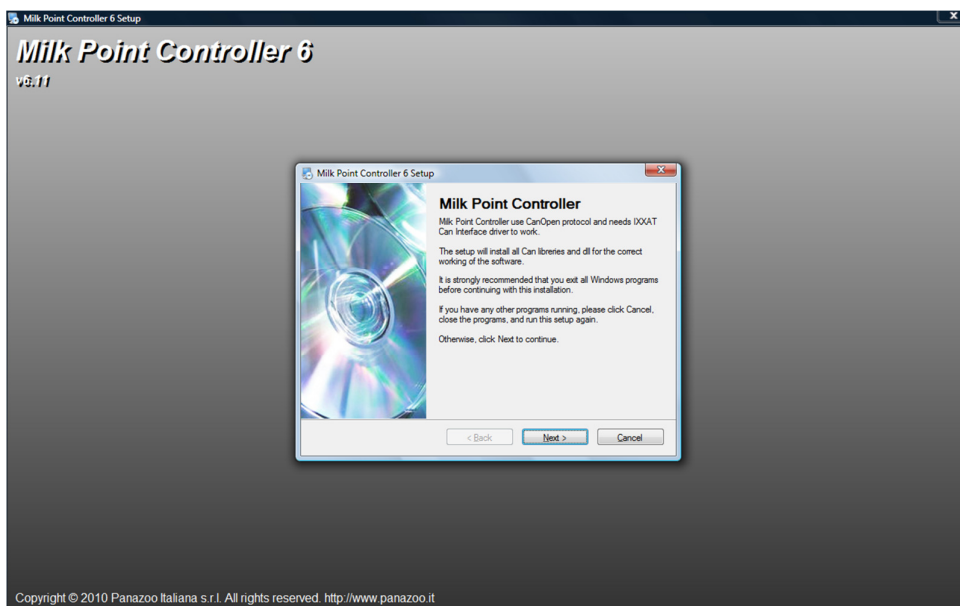 Milk Point Controller 6 Setup
Milk Point Controller 6
v6.11
Milk Point Controller 6 Setup
Milk Point Controller
Milk Point Controller use CanOpen protocol and needs IXXAT
Can Interface driver to work.
The setup will install all Can libreries and dll for the correct
working of the software.
It is strongly recommended that you exit all Windows programs
before continuing with this installation.
If you have any other programs running, please click Cancel,
close the programs, and run this setup again.
Otherwise, click Next to continue.
< Back Next > Cancel
Copyright © 2010 Panazoo Italiana s.r.l. All rights reserved. http://www.panazoo.it